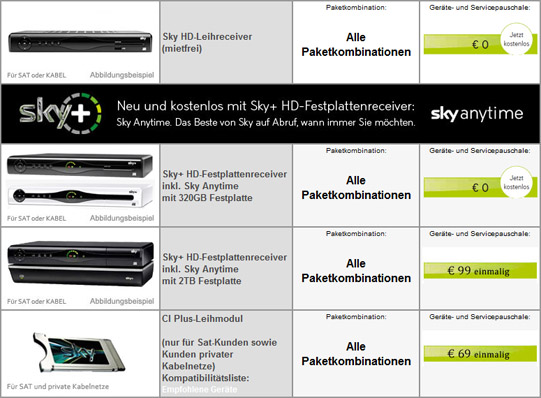 Paketkombination:
Geräte- und Servicepauschale:
sky
Sky HD-Leihreceiver
(mietfrei)
Alle
Paketkombinationen
€ 0
Jetzt
kostenlos
Für SAT oder KABEL
Abbildungsbeispiel
sky+
Neu und kostenlos mit Sky+ HD-Festplattenreceiver:
Sky Anytime. Das Beste von Sky auf Abruf, wann immer Sie möchten.
sky anytime
Paketkombination:
Geräte- und Servicepauschale:
Sky+ HD-Festplattenreceiver
inkl. Sky Anytime
mit 320GB Festplatte
Alle
Paketkombinationen
€ 0
Jetzt
kostenlos
Für SAT oder KABEL
Abbildungsbeispiel
Paketkombination:
Geräte- und Servicepauschale:
Sky+ HD-Festplattenreceiver
inkl. Sky Anytime
mit 2TB Festplatte
Alle
Paketkombinationen
€ 99 einmalig
Für SAT oder KABEL
Abbildungsbeispiel
Paketkombination:
Geräte- und Servicepauschale:
CI Plus-Leihmodul
(nur für Sat-Kunden sowie
Kunden privater
Kabelnetze)
Kompatibilitätsliste:
Empfohlene Geräte
Alle
Paketkombinationen
€ 69 einmalig
Für SAT und private Kabelnetze